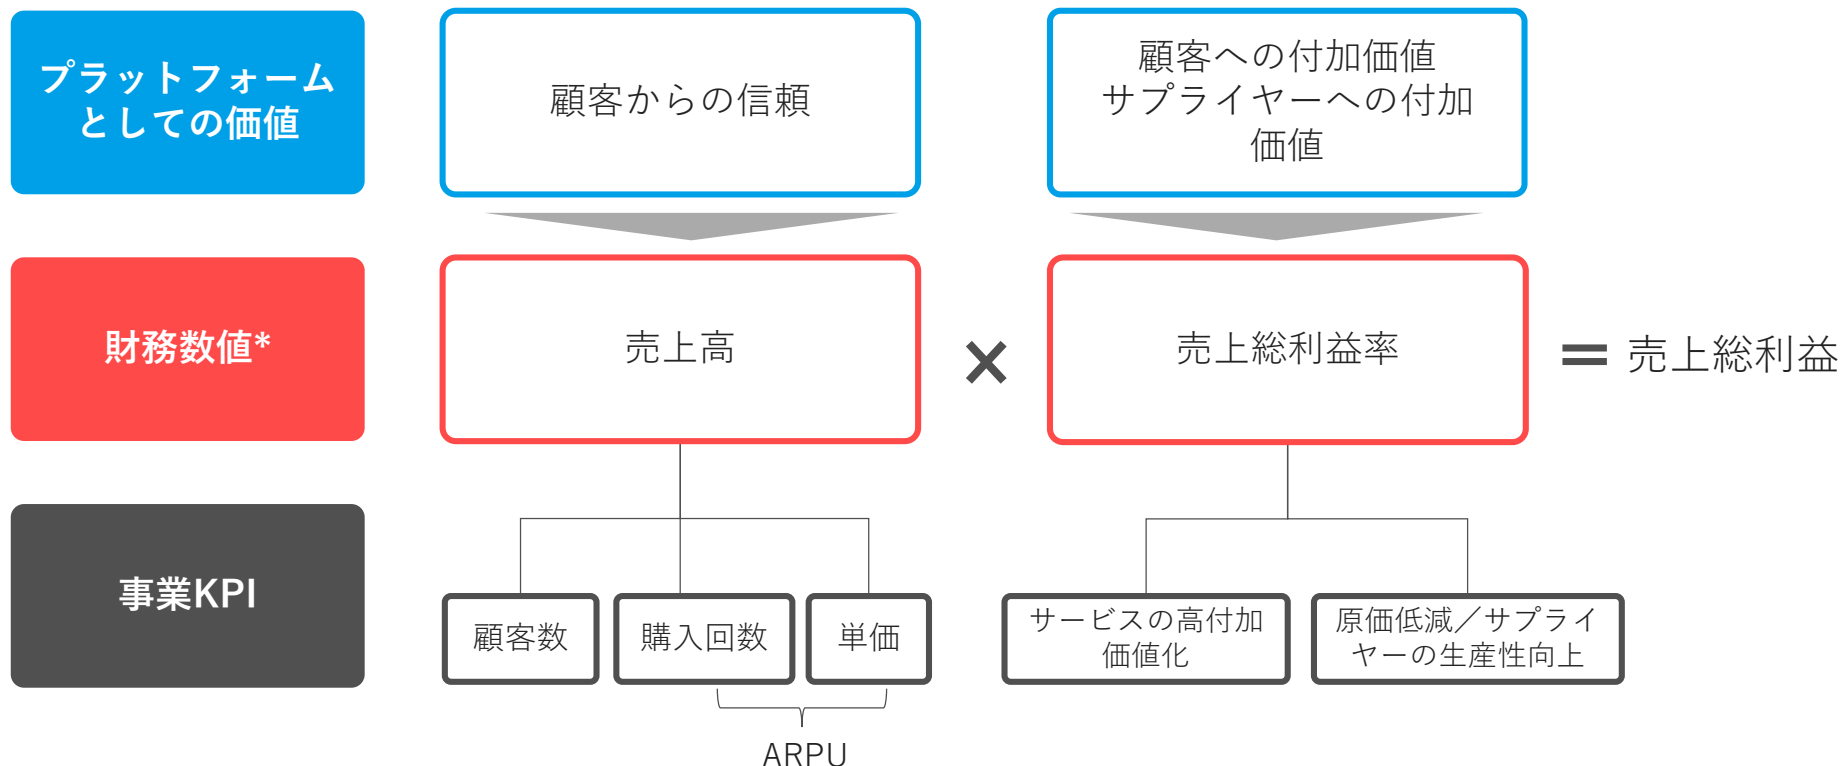 プラットフォーム
としての価値
顧客からの信頼
顧客への付加価値
サプライヤーへの付加
価値
財務数値*
売上高
×
売上総利益率
=
売上総利益
事業KPI
顧客数
購入回数
単価
サービスの高付加
価値化
原価低減／サプライ
ヤーの生産性向上
ARPU